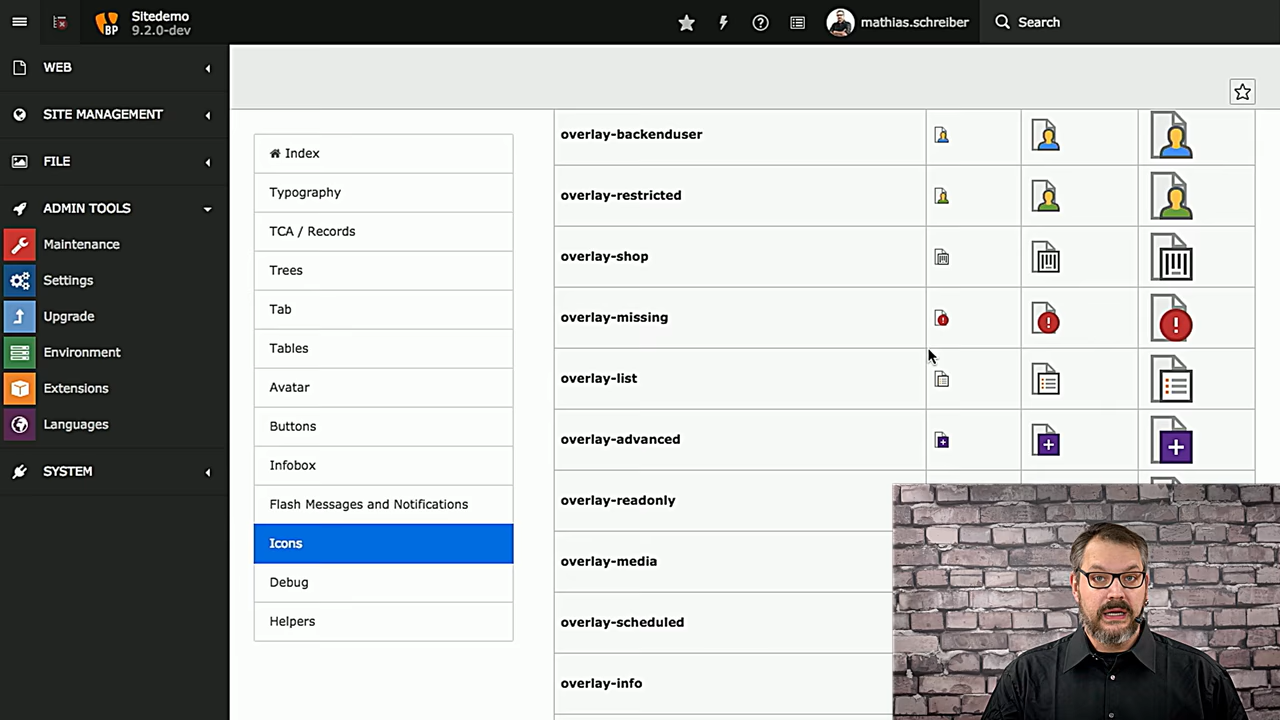 Sitedemo
9.2.0-dev
BP
mathias.schreiber
Search
WEB
SITE MANAGEMENT
FILE
ADMIN TOOLS
Maintenance
Settings
Upgrade
Environment
Extensions
Languages
SYSTEM
Index
Typography
TCA / Records
Trees
Tab
Tables
Avatar
Buttons
Infobox
Flash Messages and Notifications
Icons
Debug
Helpers
overlay-backenduser
overlay-restricted
overlay-shop
overlay-missing
overlay-list
overlay-advanced
overlay-readonly
overlay-media
overlay-scheduled
overlay-info